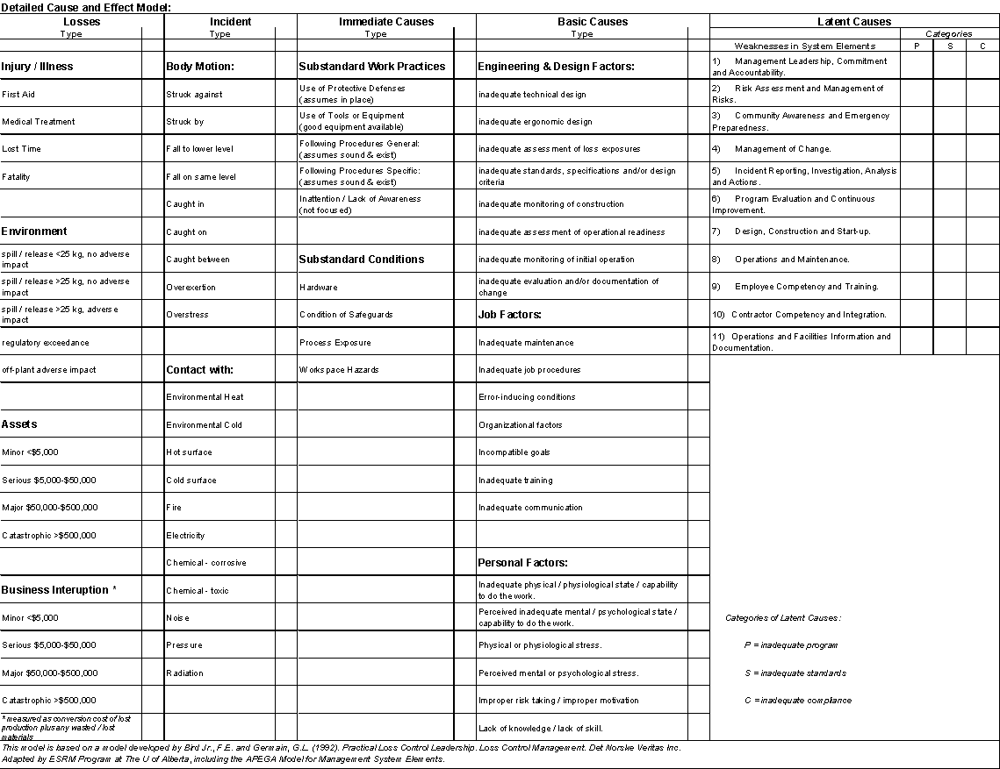 Detailed Cause and Effect Model:
Losses Incident Immediate Causes Basic Causes Latent Causes
Type Type Type Type Categories
Weaknesses in System Elements P S C
Injury / Illness
First Aid
Medical Treatment
Lost Time
Fatality
Environment
spill / release <25 kg, no adverse
impact
spill / release >25 kg, no adverse
impact
spill / release >25 kg, adverse
impact
regulatory exceedance
off-plant adverse impact
Assets
Minor <$5,000
Serious $5,000-$50,000
Major $50,000-$500,000
Catastrophic >$500,000
Business Interuption *
Minor <$5,000
Serious $5,000-$50,000
Major $50,000-$500,000
Catastrophic >$500,000
* measured as conversion cost of lost
production plus any wasted / lost
materials
Body Motion:
Struck against
Struck by
Fall to lower level
Fall on same level
Caught in
Caught on
Caught between
Overexertion
Overstress
Contact with:
Environmental Heat
Environmental Cold
Hot surface
Cold surface
Fire
Electricity
Chemical - corrosive
Chemical - toxic
Noise
Pressure
Radiation
Substandard Work Practices
Use of Protective Defenses
(assumes in place)
Use of Tools or Equipment
(good equipment available)
Following Procedures General:
(assumes sound & exist)
Following Procedures Specific:
(assumes sound & exist)
Inattention / Lack of Awareness
(not focused)
Substandard Conditions
Hardware
Condition of Safeguards
Process Exposure
Workspace Hazards
Engineering & Design Factors:
inadequate technical design
inadequate ergonomic design
inadequate assessment of loss exposures
inadequate standards, specifications and/or design
criteria
inadequate monitoring of construction
inadequate assessment of operational readiness
inadequate monitoring of initial operation
inadequate evaluation and/or documentation of
change
Job Factors:
Inadequate maintenance
Inadequate job procedures
Error-inducing conditions
Organizational factors
Incompatible goals
Inadequate training
Inadequate communication
Personal Factors:
Inadequate physical / physiological state / capability
to do the work.
Perceived inadequate mental / psychological state /
capability to do the work.
Physical or physiological stress.
Perceived mental or psychological stress.
Improper risk taking / improper motivation
Lack of knowledge / lack of skill.
1) Management Leadership, Commitment
and Accountability.
2) Risk Assessment and Management of
Risks.
3) Community Awareness and Emergency
Preparedness.
4) Management of Change.
5) Incident Reporting, Investigation, Analysis
and Actions.
6) Program Evaluation and Continuous
Improvement.
7) Design, Construction and Start-up.
8) Operations and Maintenance.
9) Employee Competency and Training.
10) Contractor Competency and Integration.
11) Operations and Facilities Information and
Documentation.
Categories of Latent Causes:
P = inadequate program
S = inadequate standards
C = inadequate compliance
This model is based on a model developed by Bird Jr., F.E. and Germain, G.L. (1992). Practical Loss Control Leadership. Loss Control Management. Det Norske Veritas Inc.
Adapted by ESRM Program at The U of Alberta, including the APEGA Model for Management System Elements.